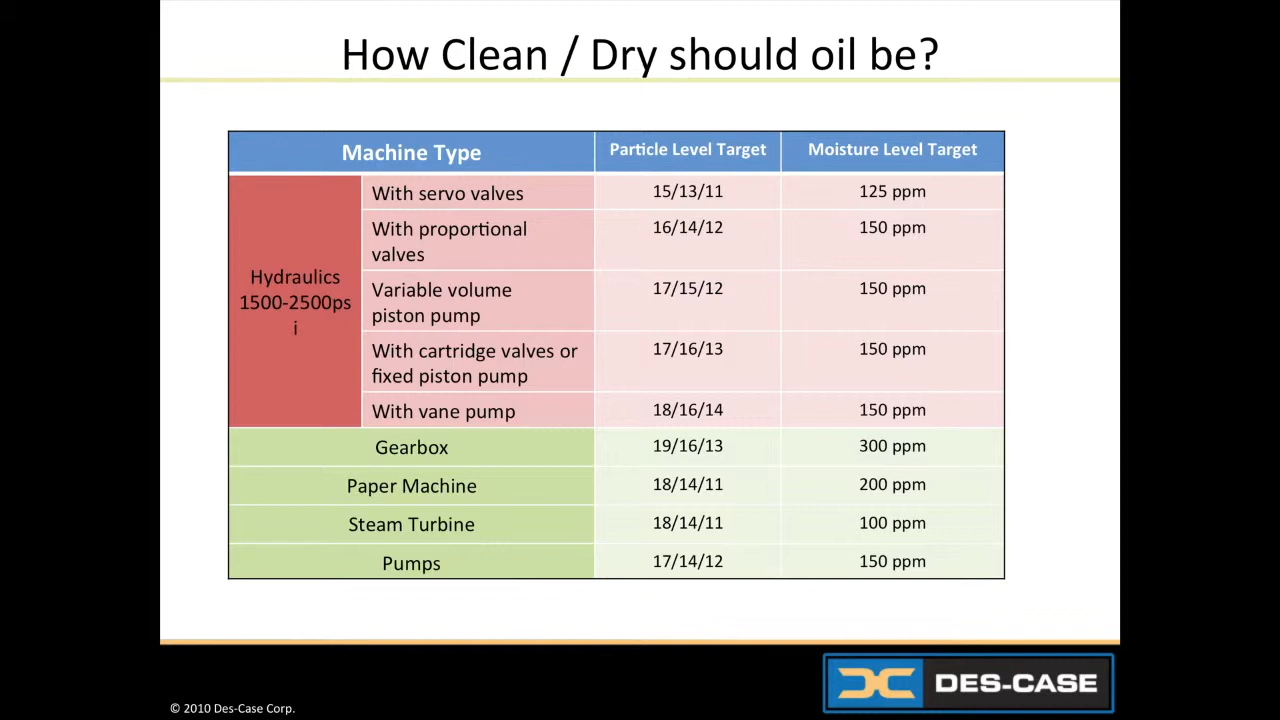 How Clean / Dry should oil be?
Machine Type
Particle Level Target
Moisture Level Target
Hydraulics
1500-2500ps
i
With servo valves
15/13/11
125 ppm
With proportional
valves
16/14/12
150 ppm
Variable volume
piston pump
17/15/12
150 ppm
With cartridge valves or
fixed piston pump
17/16/13
150 ppm
With vane pump
18/16/14
150 ppm
Gearbox
19/16/13
300 ppm
Paper Machine
18/14/11
200 ppm
Steam Turbine
18/14/11
100 ppm
Pumps
17/14/12
150 ppm
DES-CASE
© 2010 Des-Case Corp.